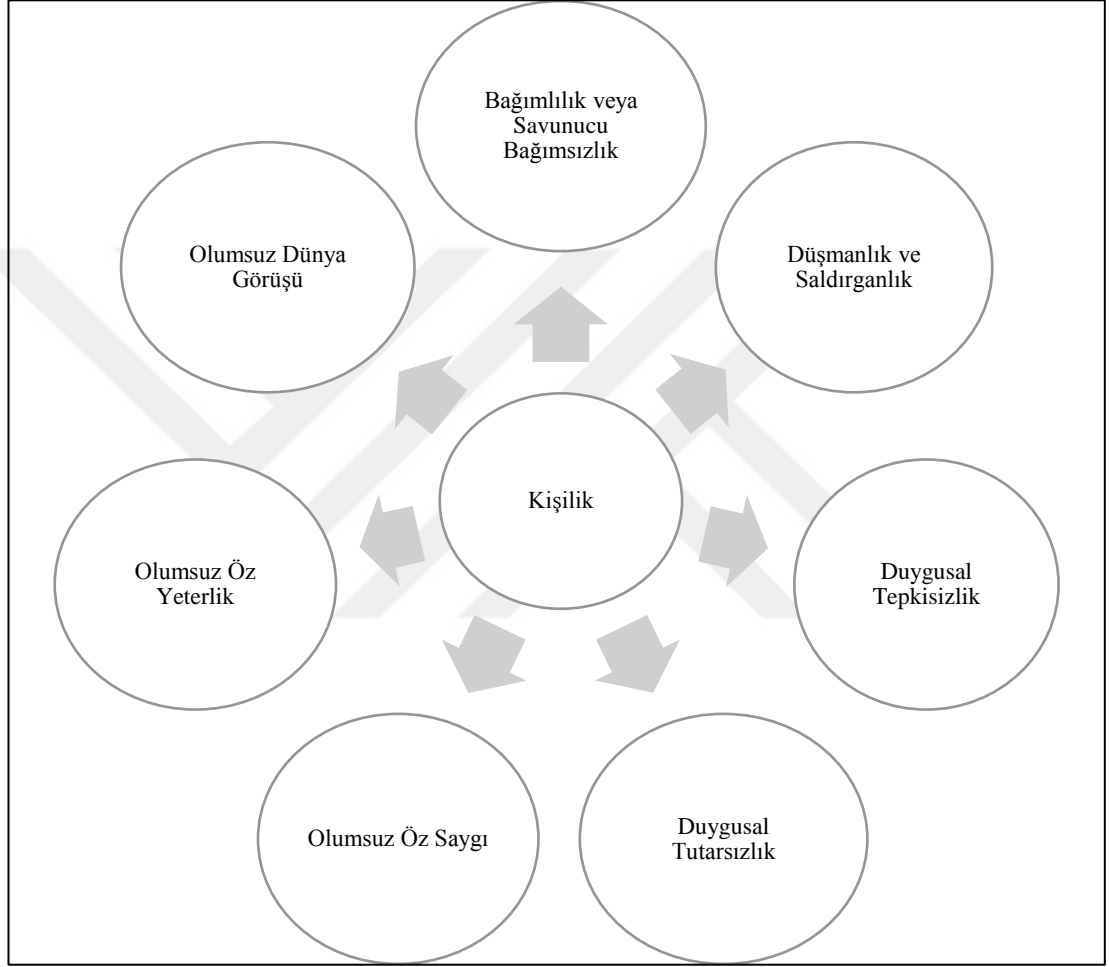 Bağımlılık veya
Savunucu
Bağımsızlık
Düşmanlık ve
Saldırganlık
Duygusal
Tepkisizlik
Duygusal
Tutarsızlık
Olumsuz Öz Saygı
Olumsuz Öz
Yeterlik
Olumsuz Dünya
Görüşü
Kişilik